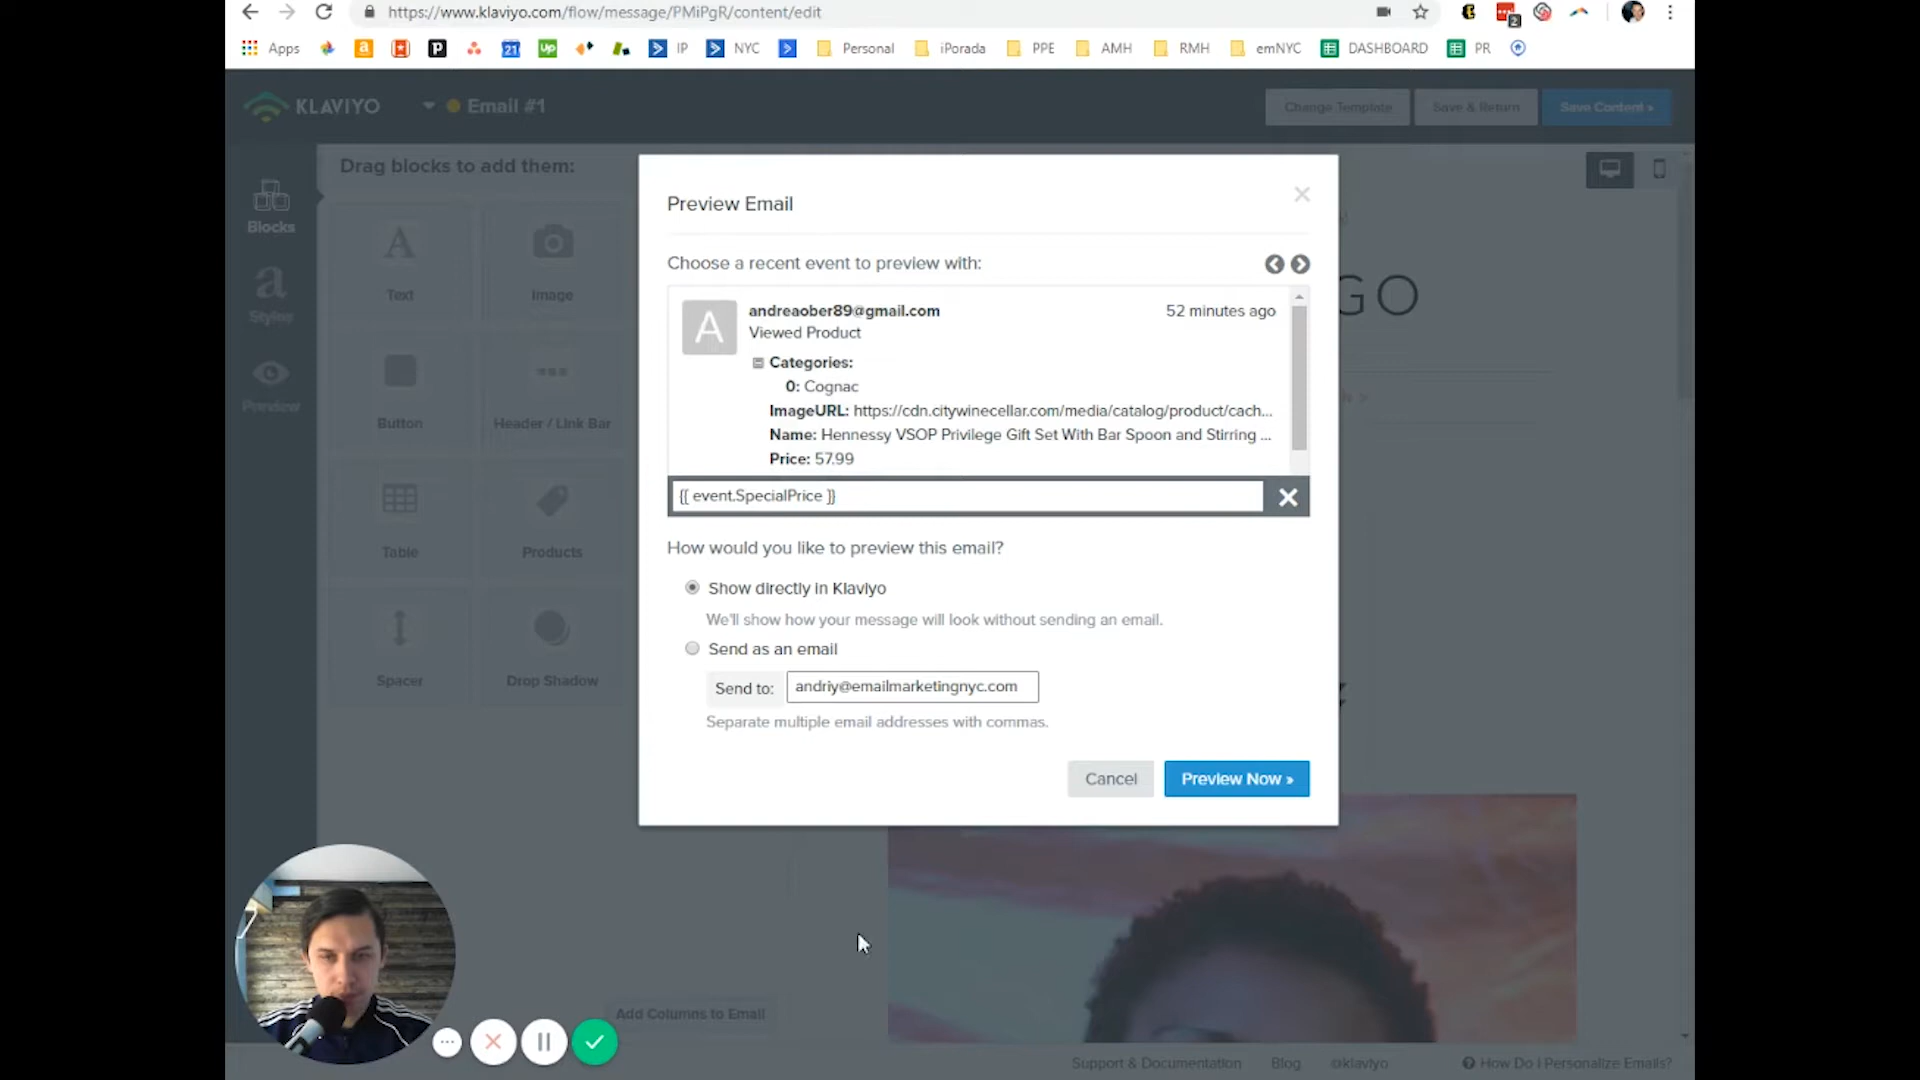 https://www.klaviyo.com/flow/message/PMiPgR/content/edit
2
Apps
a
P
21
up
IP
NYC
Personal
iPorada
PPE
AMH
RMH
emNYC
DASHBOARD
PR
KLAVIYO
Email #1
Change Template
Save & Return
Save Content »
Drag blocks to add them:
Blocks
Styles
Preview
Text
Image
Button
Header / Link Bar
Table
Products
Spacer
Drop Shadow
Add Columns to Email
GO
Preview Email
Choose a recent event to preview with:
A
andreaober89@gmail.com
52 minutes ago
Viewed Product
Categories:
0: Cognac
ImageURL: https://cdn.citywinecellar.com/media/catalog/product/cach...
Name: Hennessy VSOP Privilege Gift Set With Bar Spoon and Stirring ...
Price: 57.99
{{ event.SpecialPrice }}
How would you like to preview this email?
Show directly in Klaviyo
We'll show how your message will look without sending an email.
Send as an email
Send to:
andriy@emailmarketingnyc.com
Separate multiple email addresses with commas.
Cancel
Preview Now »
Support & Documentation
Blog
@klaviyo
How Do I Personalize Emails?